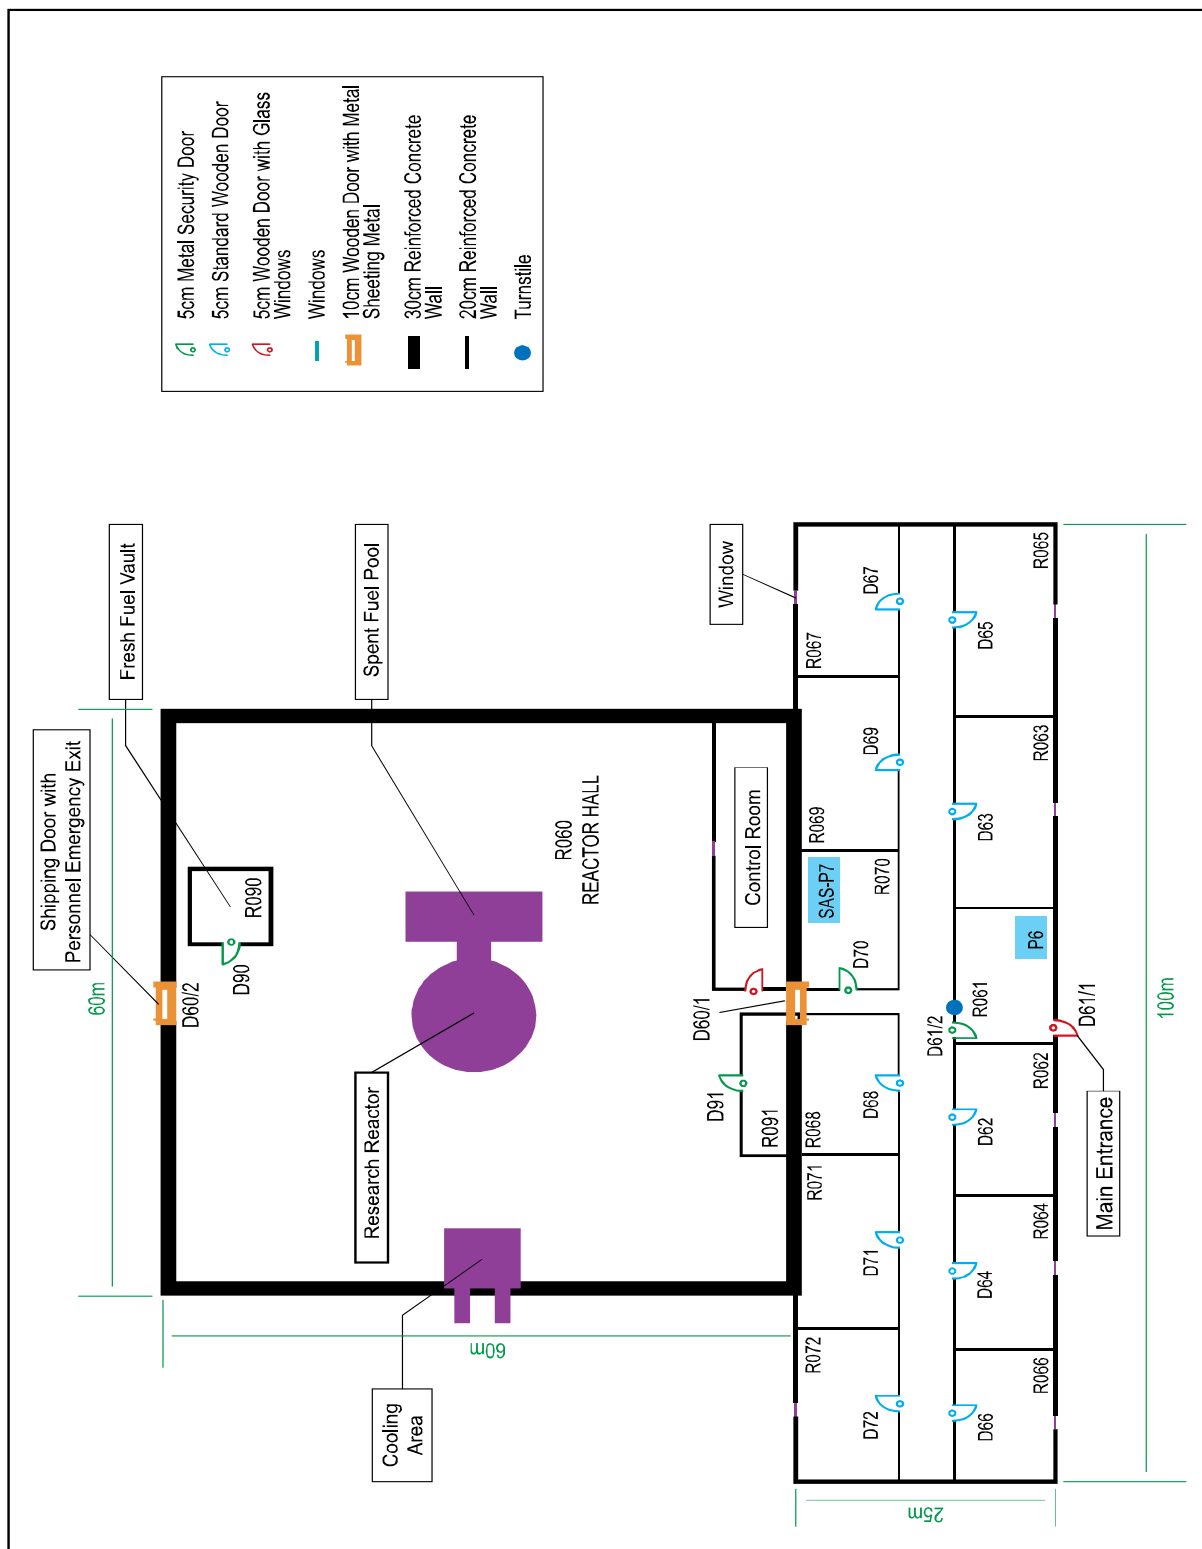 5cm Metal Security Door
5cm Standard Wooden Door
5cm Wooden Door with Glass
Windows
Windows
10cm Wooden Door with Metal
Sheeting Metal
30cm Reinforced Concrete
Wall
20cm Reinforced Concrete
Wall
Turnstile
Shipping Door with
Personnel Emergency Exit
Fresh Fuel Vault
Spent Fuel Pool
Window
60m
D60/2
D90
R090
R060
REACTOR HALL
Research Reactor
Cooling
Area
60m
Control Room
D60/1
D91
R091
R067
D67
R069
D69
SAS-P7
R070
D70
R068
D68
R071
D71
R072
D72
R065
D65
R063
D63
P6
R061
D61/2
D61/1
R062
D62
Main Entrance
R064
D64
R066
D66
100m
25m